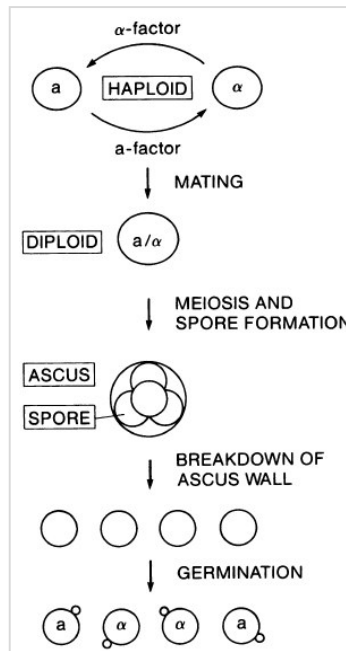 α-factor
a HAPLOID α
a-factor
MATING
DIPLOID a/α
MEIOSIS AND
SPORE FORMATION
ASCUS
SPORE
BREAKDOWN OF
ASCUS WALL
GERMINATION
a α α a